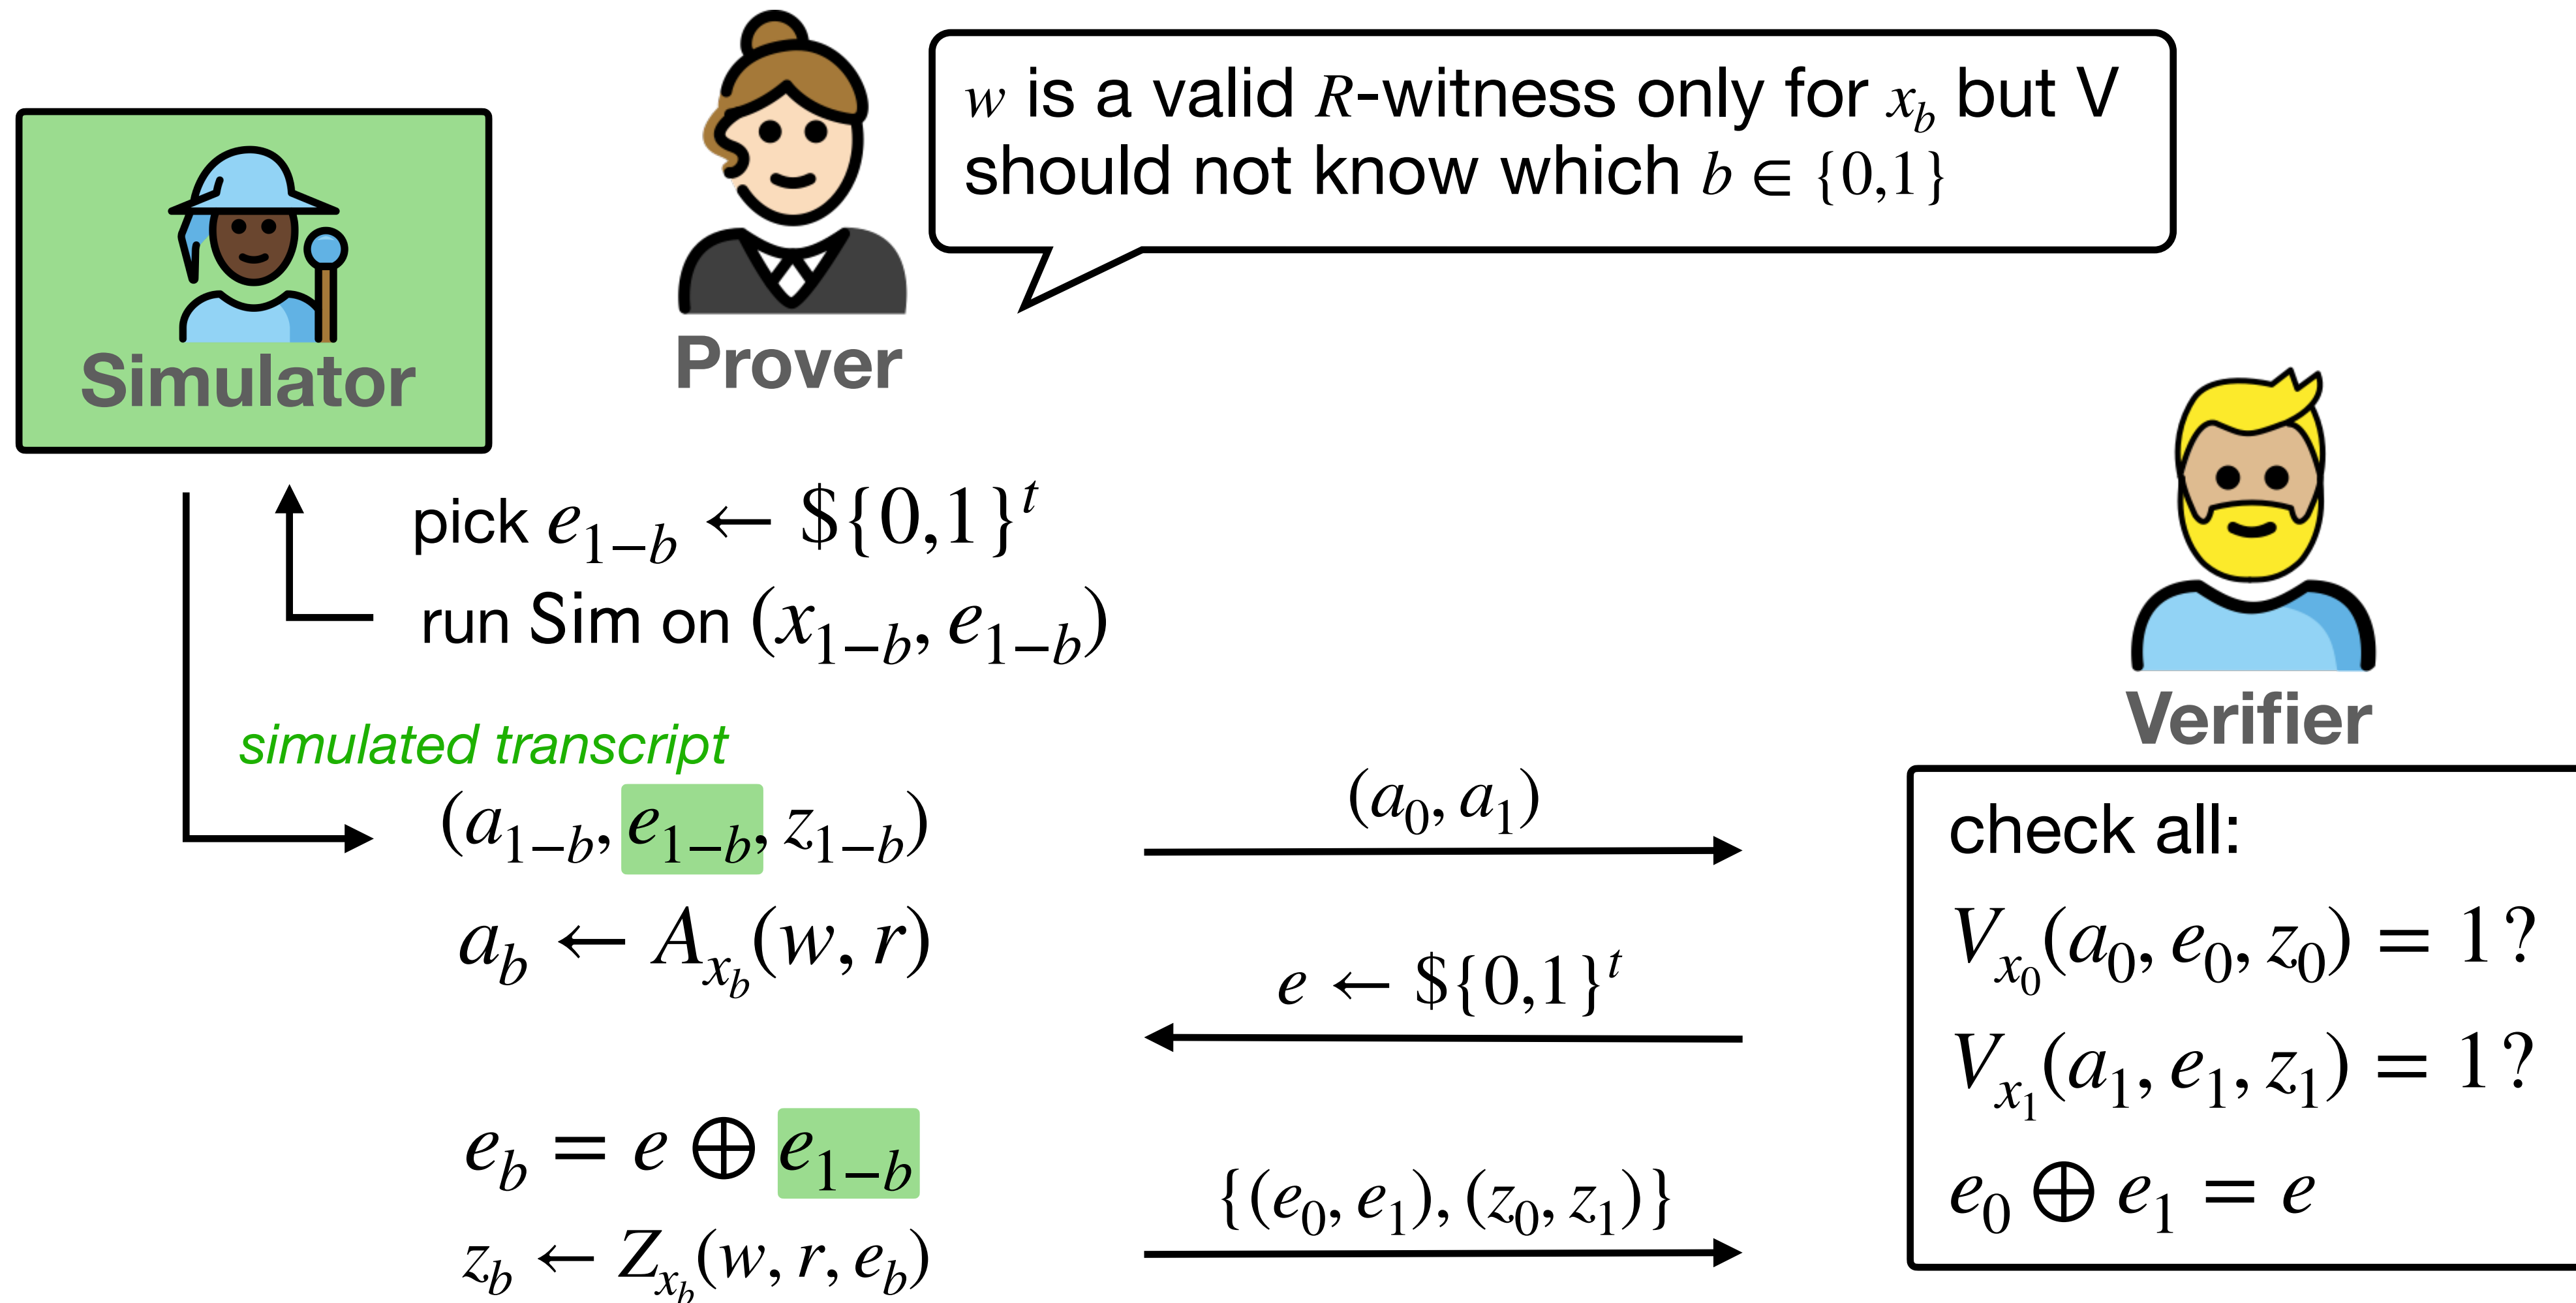 w is a valid R-witness only for x_b but V
should not know which b ∈ {0,1}
Simulator
Prover
pick e_{1−b} ← ${0,1}^t
run Sim on (x_{1−b}, e_{1−b})
Verifier
simulated transcript
(a_{1−b}, e_{1−b}, z_{1−b})
a_b ← A_{x_b}(w, r)
e_b = e ⊕ e_{1−b}
z_b ← Z_{x_b}(w, r, e_b)
(a_0, a_1)
e ← ${0,1}^t
{(e_0, e_1), (z_0, z_1)}
check all:
V_{x_0}(a_0, e_0, z_0) = 1?
V_{x_1}(a_1, e_1, z_1) = 1?
e_0 ⊕ e_1 = e